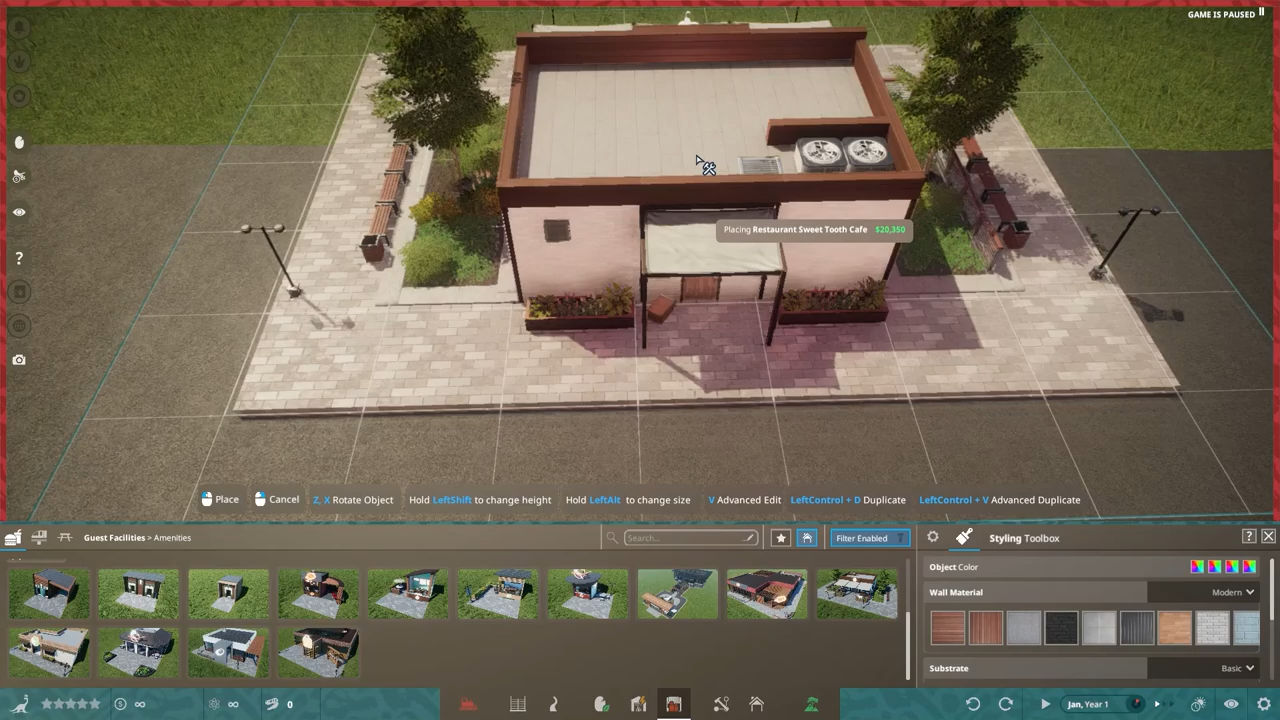 GAME IS PAUSED
Placing Restaurant Sweet Tooth Cafe $20,350
?
Place Cancel Z, X Rotate Object Hold LeftShift to change height Hold LeftAlt to change size V Advanced Edit LeftControl + D Duplicate LeftControl + V Advanced Duplicate
Guest Facilities > Amenities Search... Filter Enabled Styling Toolbox ?
Object Color
Wall Material Modern
Substrate Basic
∞ ∞ 0 Jan, Year 1